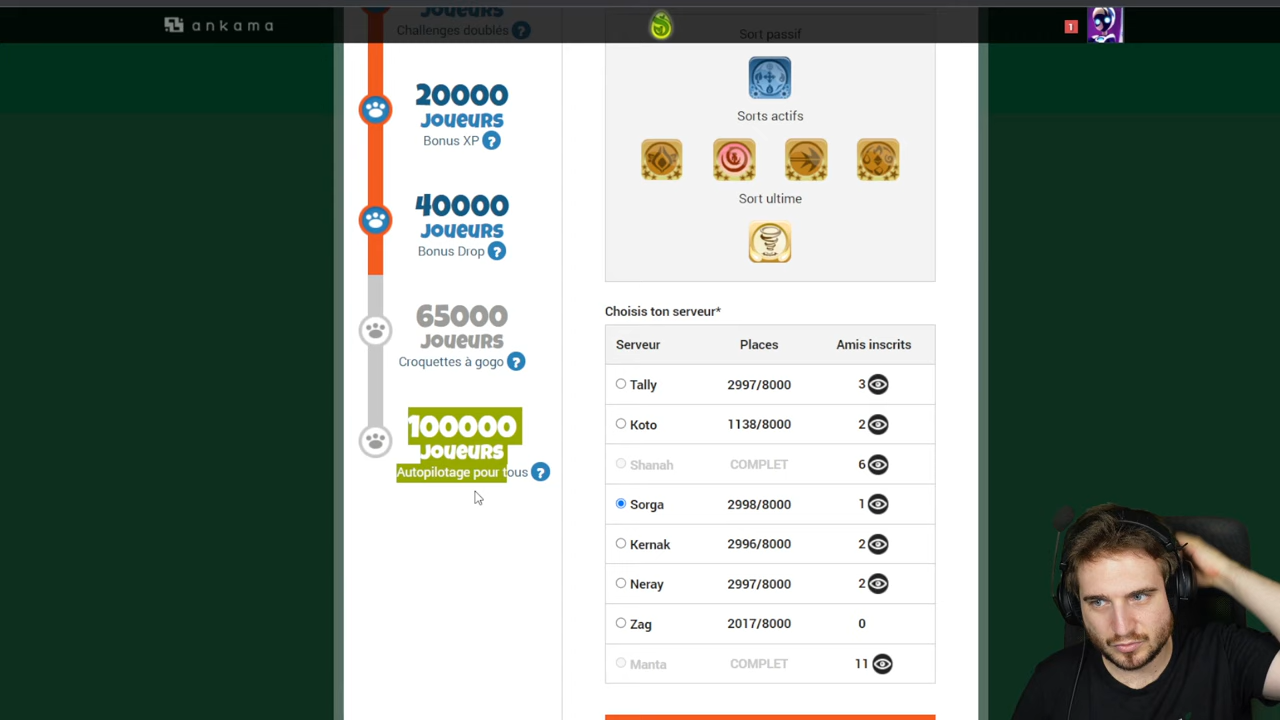 ankama
1
JOUEURS
Challenges doublés ?
20000
JOUEURS
Bonus XP ?
40000
JOUEURS
Bonus Drop ?
65000
JOUEURS
Croquettes à gogo ?
100000
JOUEURS
Autopilotage pour tous ?
Sort passif
Sorts actifs
Sort ultime
Choisis ton serveur*
Serveur Places Amis inscrits
Tally 2997/8000 3
Koto 1138/8000 2
Shanah COMPLET 6
Sorga 2998/8000 1
Kernak 2996/8000 2
Neray 2997/8000 2
Zag 2017/8000 0
Manta COMPLET 11